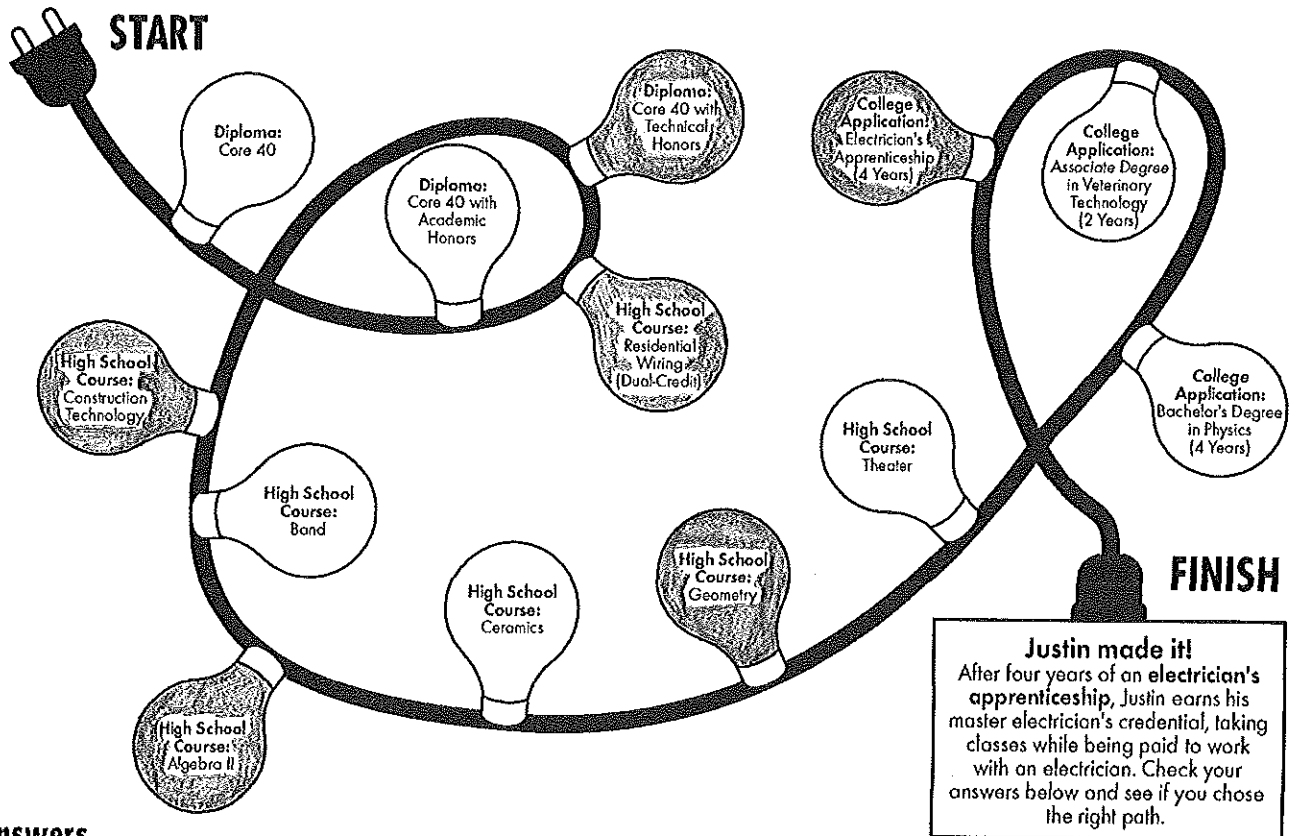 START
Diploma:
Core 40
Diploma:
Core 40 with
Academic
Honors
Diploma:
Core 40 with
Technical
Honors
High School
Course:
Residential
Wiring
(Dual-Credit)
High School
Course:
Construction
Technology
High School
Course:
Band
High School
Course:
Algebra II
High School
Course:
Ceramics
High School
Course:
Geometry
High School
Course:
Theater
College
Application:
Bachelor's Degree
in Physics
(4 Years)
College
Application:
Associate Degree
in Veterinary
Technology
(2 Years)
College
Application:
Electrician's
Apprenticeship
(4 Years)
FINISH
Justin made it!
After four years of an electrician's
apprenticeship, Justin earns his
master electrician's credential, taking
classes while being paid to work
with an electrician. Check your
answers below and see if you chose
the right path.